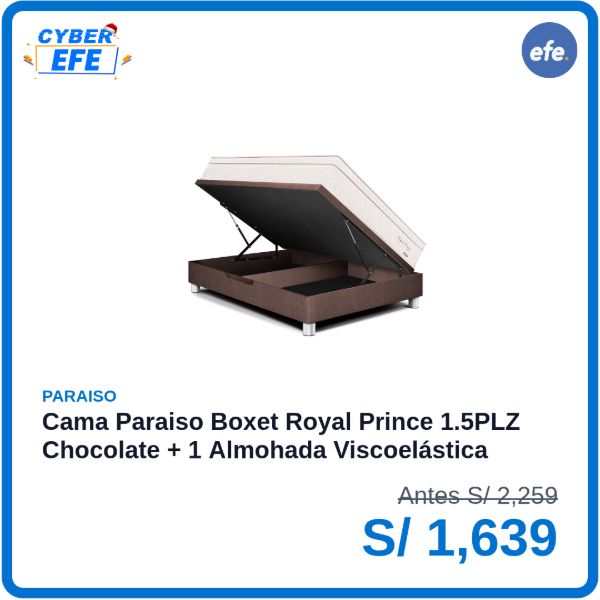 CYBER
EFE
efe.
PARAISO
Cama Paraiso Boxet Royal Prince 1.5PLZ
Chocolate + 1 Almohada Viscoelástica
Antes S/ 2,259
S/ 1,639